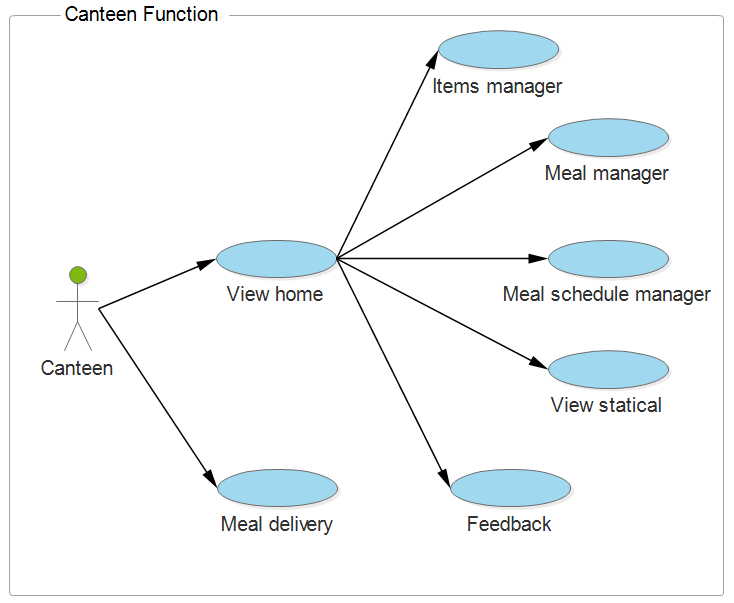 Canteen Function
Items manager
Meal manager
View home
Meal schedule manager
Canteen
View statical
Meal delivery
Feedback